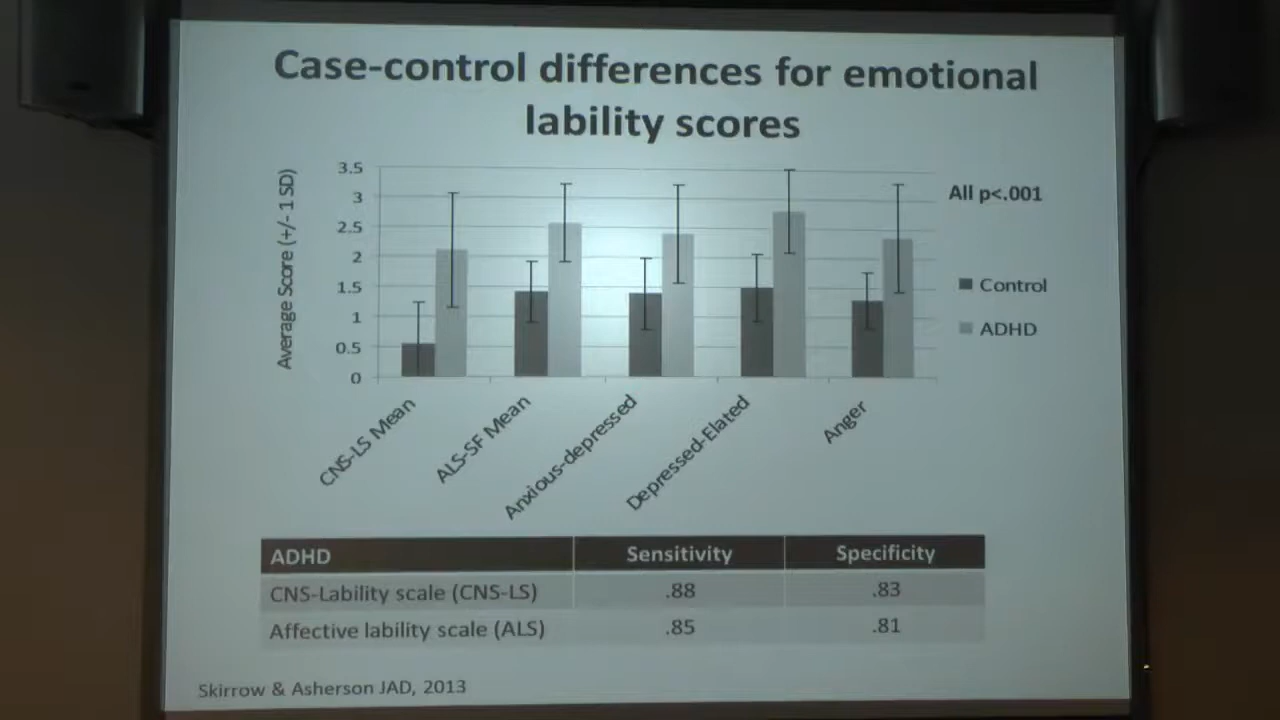 Case-control differences for emotional
lability scores
Average Score (+/- 1 SD)
3.5
3
2.5
2
1.5
1
0.5
0
All p<.001
Control
ADHD
CNS-LS Mean
ALS-SF Mean
Anxious-depressed
Depressed-Elated
Anger
ADHD Sensitivity Specificity
CNS-Lability scale (CNS-LS) .88 .83
Affective lability scale (ALS) .85 .81
Skirrow & Asherson JAD, 2013